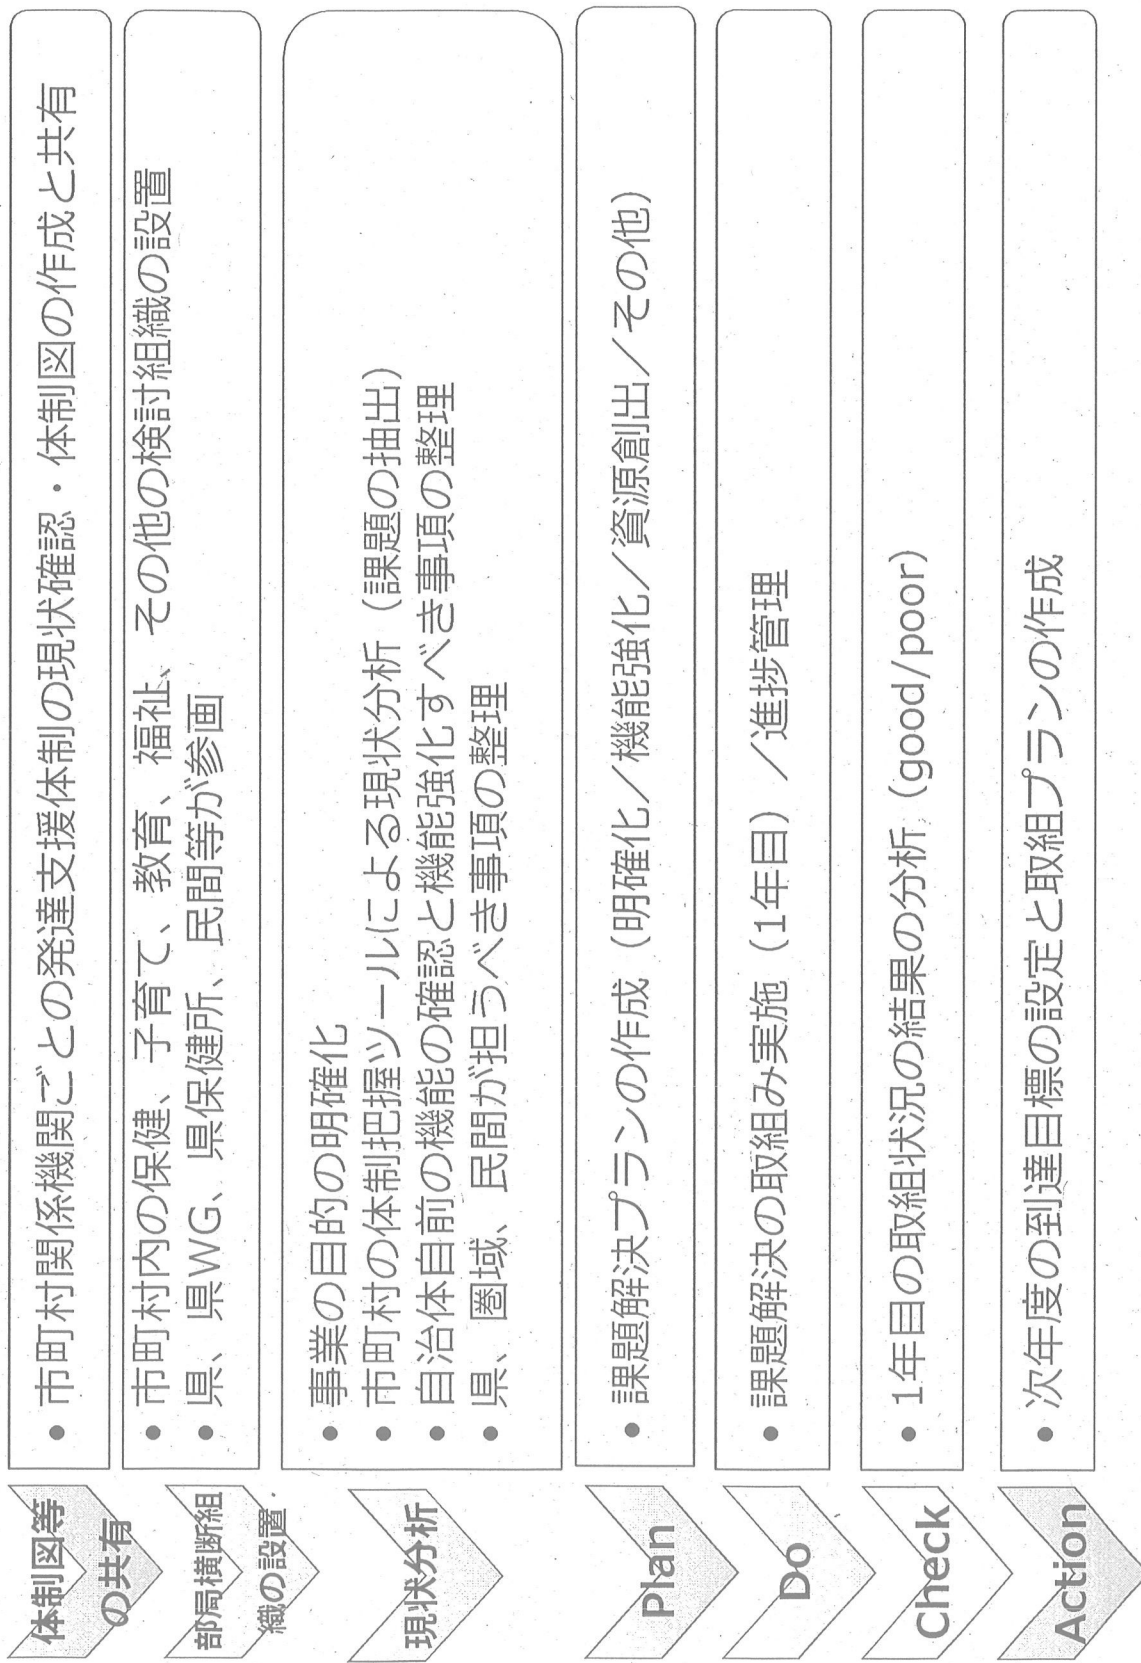 体制図等
の共有
• 市町村関係機関ごとの発達支援体制の現状確認・体制図の作成と共有
部局横断組
織の設置
• 市町村内の保健、子育て、教育、福祉、その他の検討組織の設置
• 県、県WG、県保健所、民間等が参画
現状分析
• 事業の目的の明確化
• 市町村の体制把握ツールによる現状分析（課題の抽出）
• 自治体自前の機能の確認と機能強化すべき事項の整理
• 県、圏域、民間が担うべき事項の整理
Plan
• 課題解決プランの作成（明確化／機能強化／資源創出／その他）
Do
• 課題解決の取組み実施（1年目）／進捗管理
Check
• 1年目の取組状況の結果の分析（good/poor）
Action
• 次年度の到達目標の設定と取組プランの作成